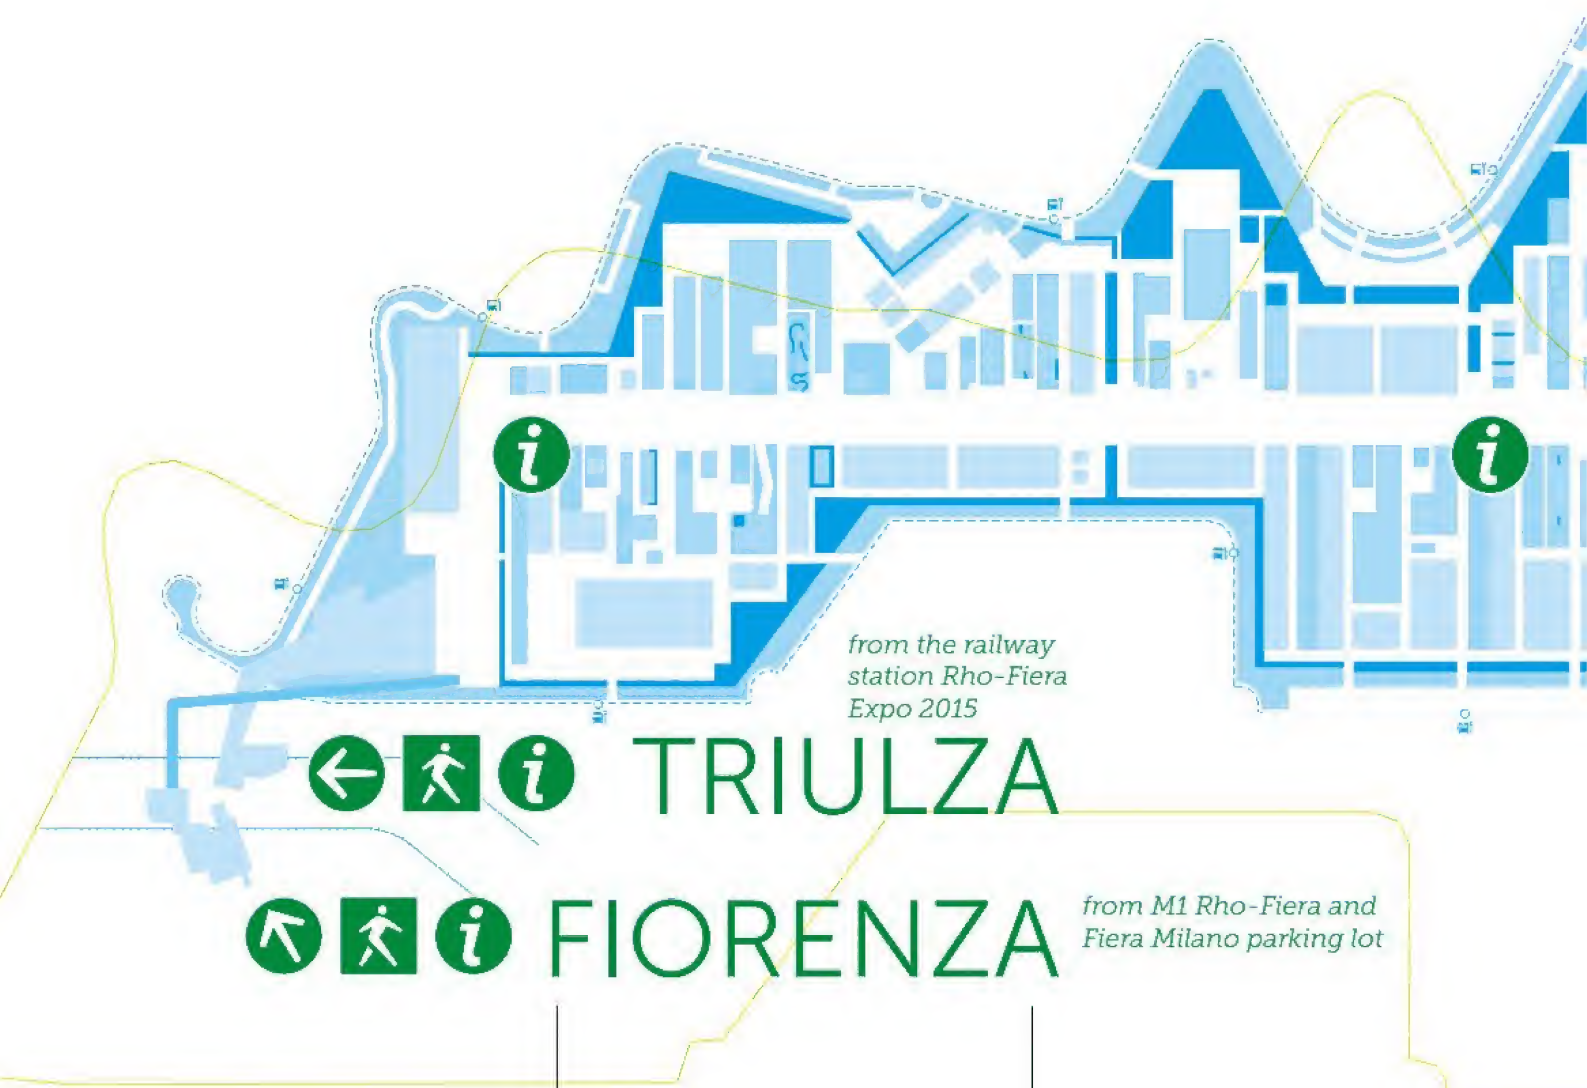 i
i
from the railway
station Rho-Fiera
Expo 2015
i TRIULZA
i FIORENZA
from M1 Rho-Fiera and
Fiera Milano parking lot